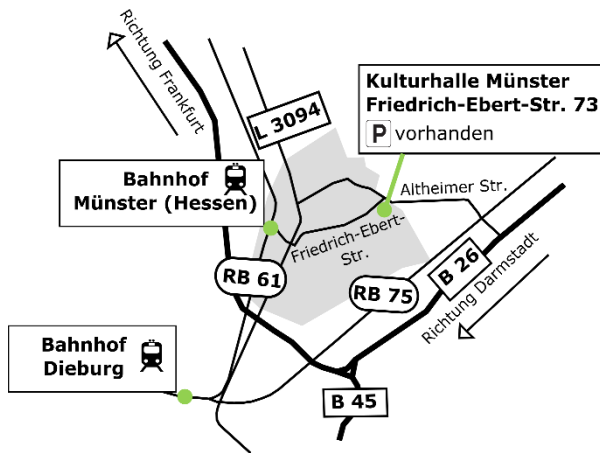 Richtung Frankfurt
L 3094
Kulturhalle Münster
Friedrich-Ebert-Str. 73
P vorhanden
Bahnhof
Münster (Hessen)
Altheimer Str.
Friedrich-Ebert-
Str.
RB 61
RB 75
B 26
Richtung Darmstadt
Bahnhof
Dieburg
B 45